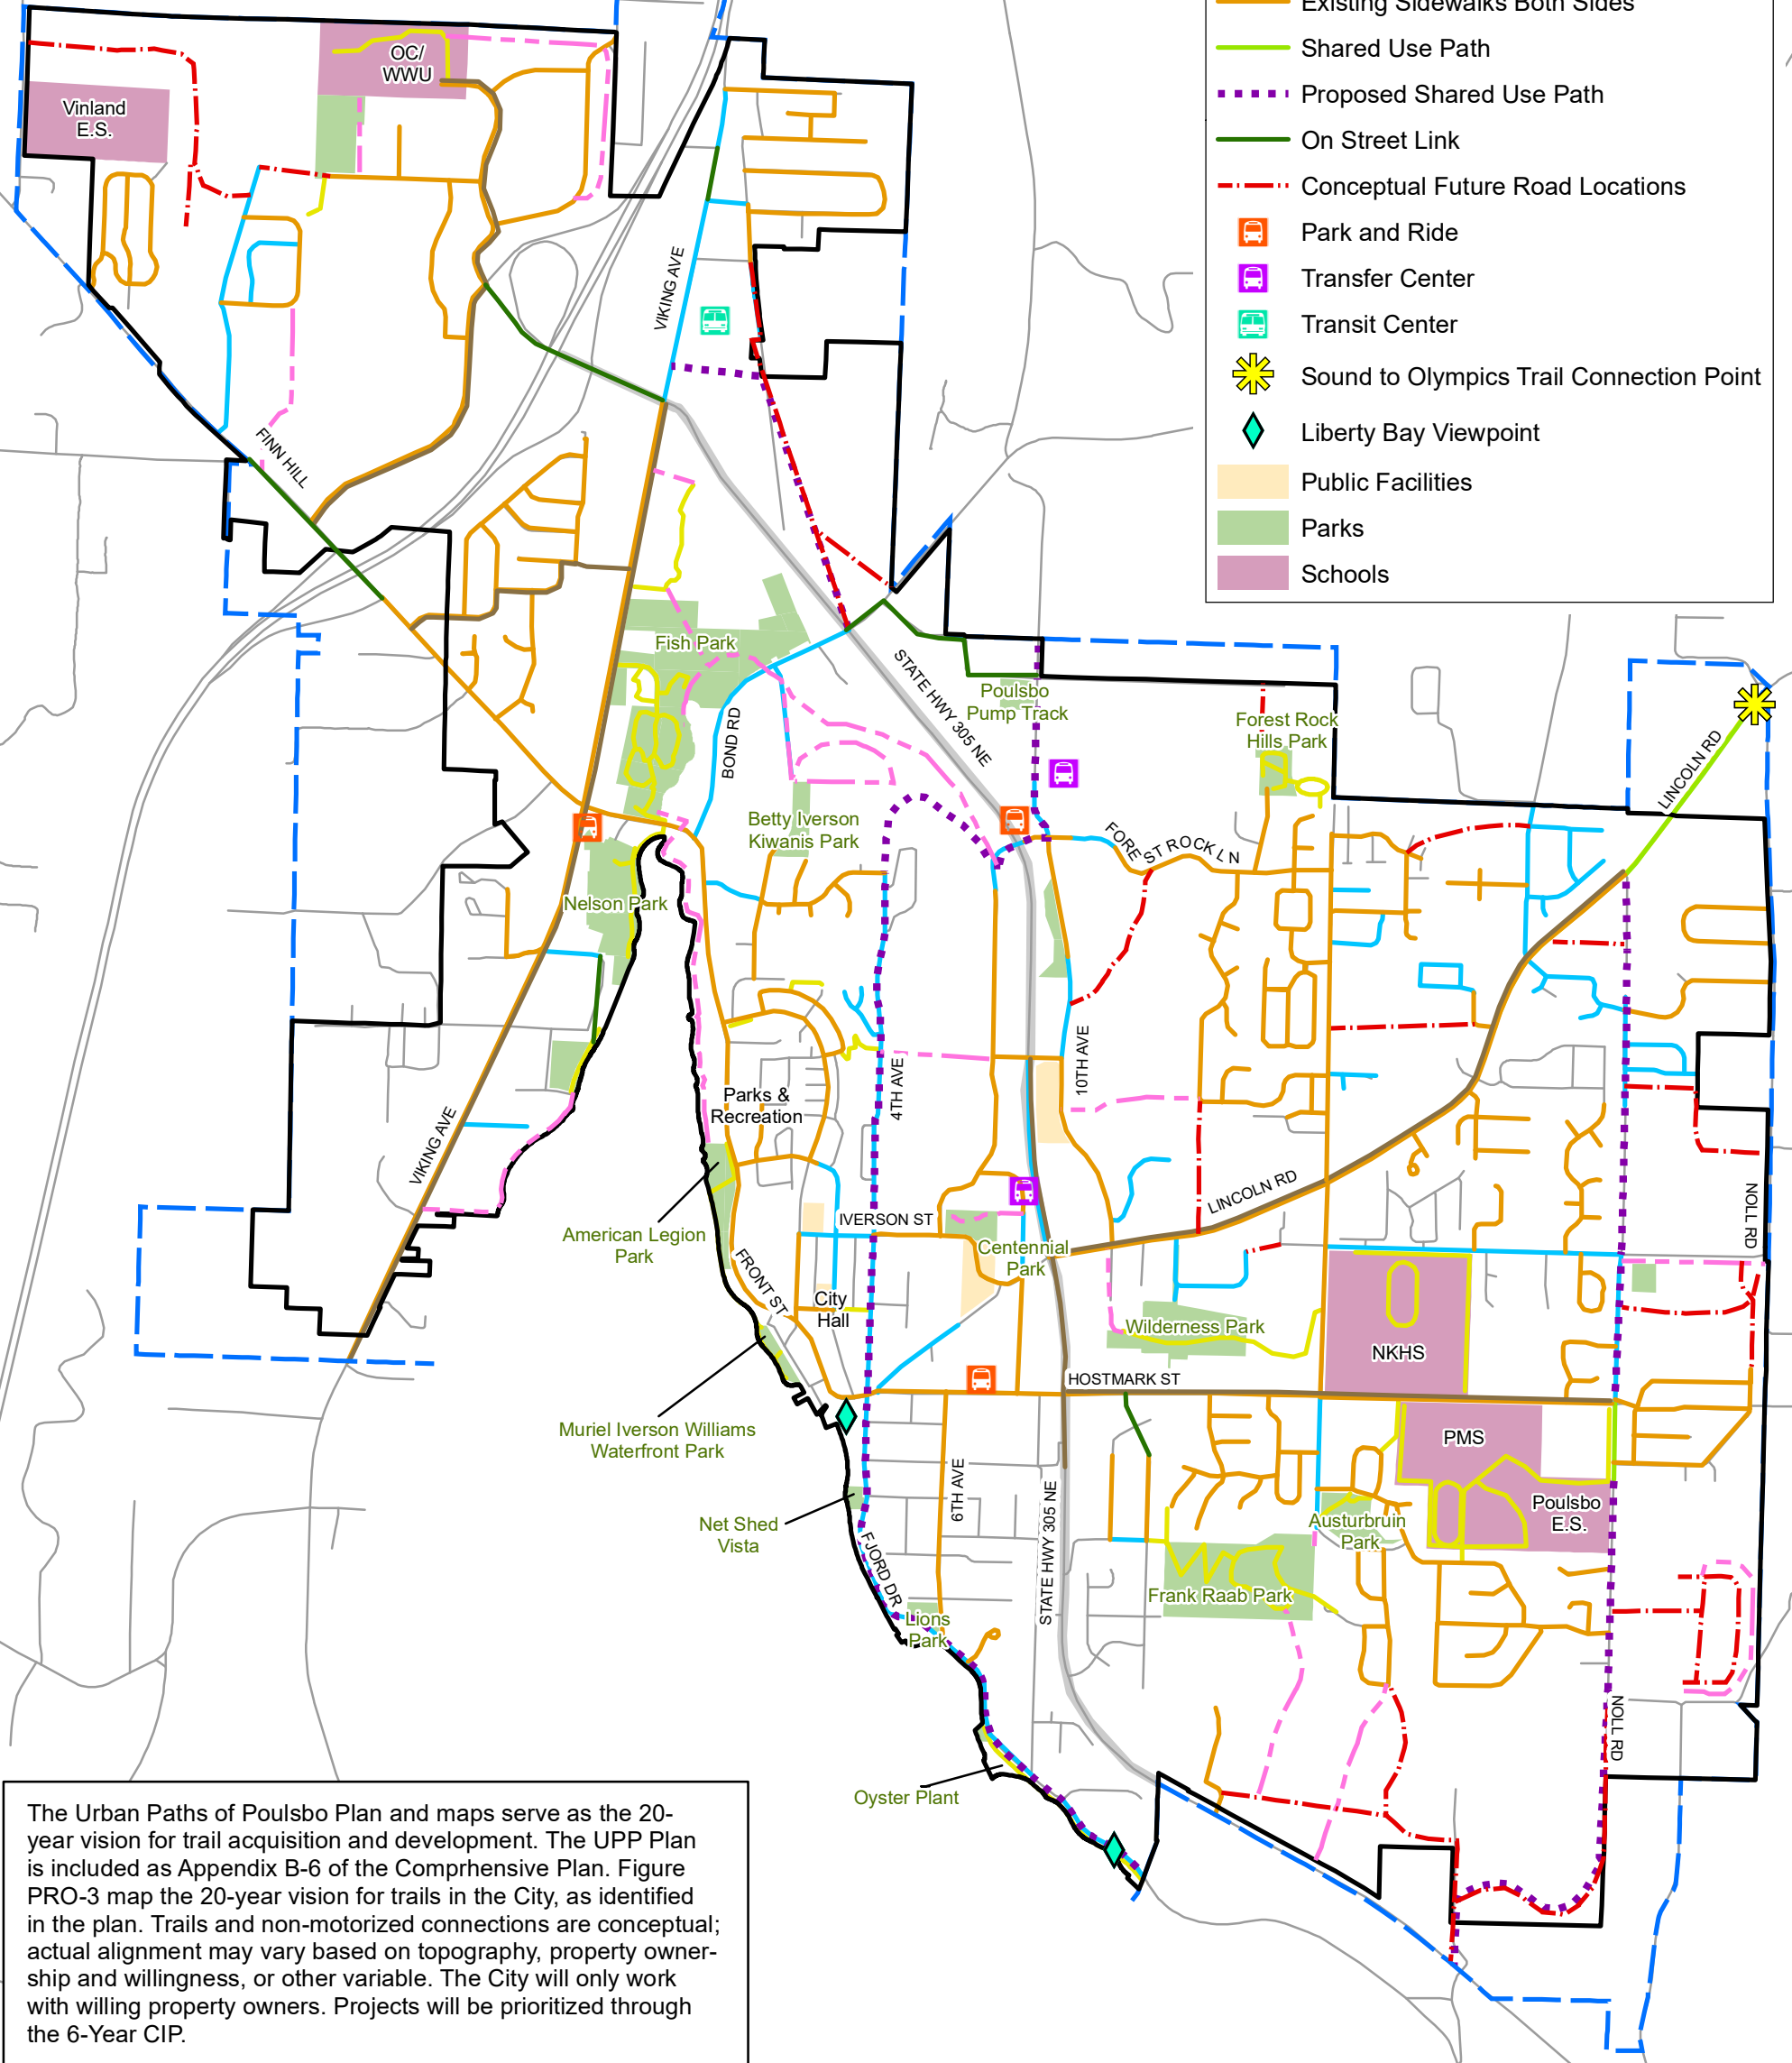 Existing Sidewalks Both Sides
Shared Use Path
Proposed Shared Use Path
On Street Link
Conceptual Future Road Locations
Park and Ride
Transfer Center
Transit Center
Sound to Olympics Trail Connection Point
Liberty Bay Viewpoint
Public Facilities
Parks
Schools
OC/
WWU
Vinland
E.S.
VIKING AVE
FINN HILL
Fish Park
STATE HWY 305 NE
Poulsbo
Pump Track
Forest Rock
Hills Park
LINCOLN RD
BOND RD
Betty Iverson
Kiwanis Park
FOREST ROCK LN
Nelson Park
4TH AVE
10TH AVE
Parks &
Recreation
VIKING AVE
LINCOLN RD
NOLL RD
American Legion
Park
IVERSON ST
Centennial
Park
FRONT ST
City
Hall
Wilderness Park
NKHS
HOSTMARK ST
Muriel Iverson Williams
Waterfront Park
PMS
6TH AVE
STATE HWY 305 NE
Net Shed
Vista
Poulsbo
E.S.
Austurbruin
Park
FJORD DR
Frank Raab Park
Lions
Park
NOLL RD
Oyster Plant
The Urban Paths of Poulsbo Plan and maps serve as the 20-
year vision for trail acquisition and development. The UPP Plan
is included as Appendix B-6 of the Comprhensive Plan. Figure
PRO-3 map the 20-year vision for trails in the City, as identified
in the plan. Trails and non-motorized connections are conceptual;
actual alignment may vary based on topography, property owner-
ship and willingness, or other variable. The City will only work
with willing property owners. Projects will be prioritized through
the 6-Year CIP.